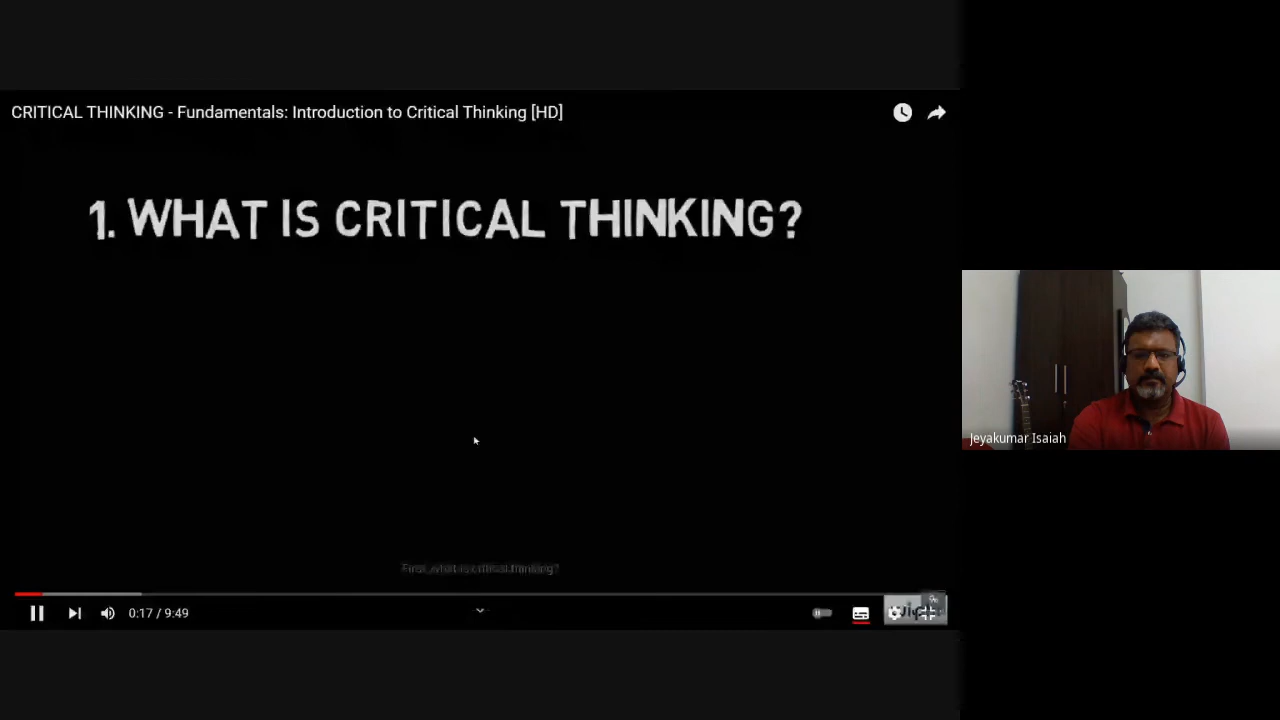 CRITICAL THINKING - Fundamentals: Introduction to Critical Thinking [HD]
1. WHAT IS CRITICAL THINKING?
Jeyakumar Isaiah
First, what is critical thinking?
0:17 / 9:49